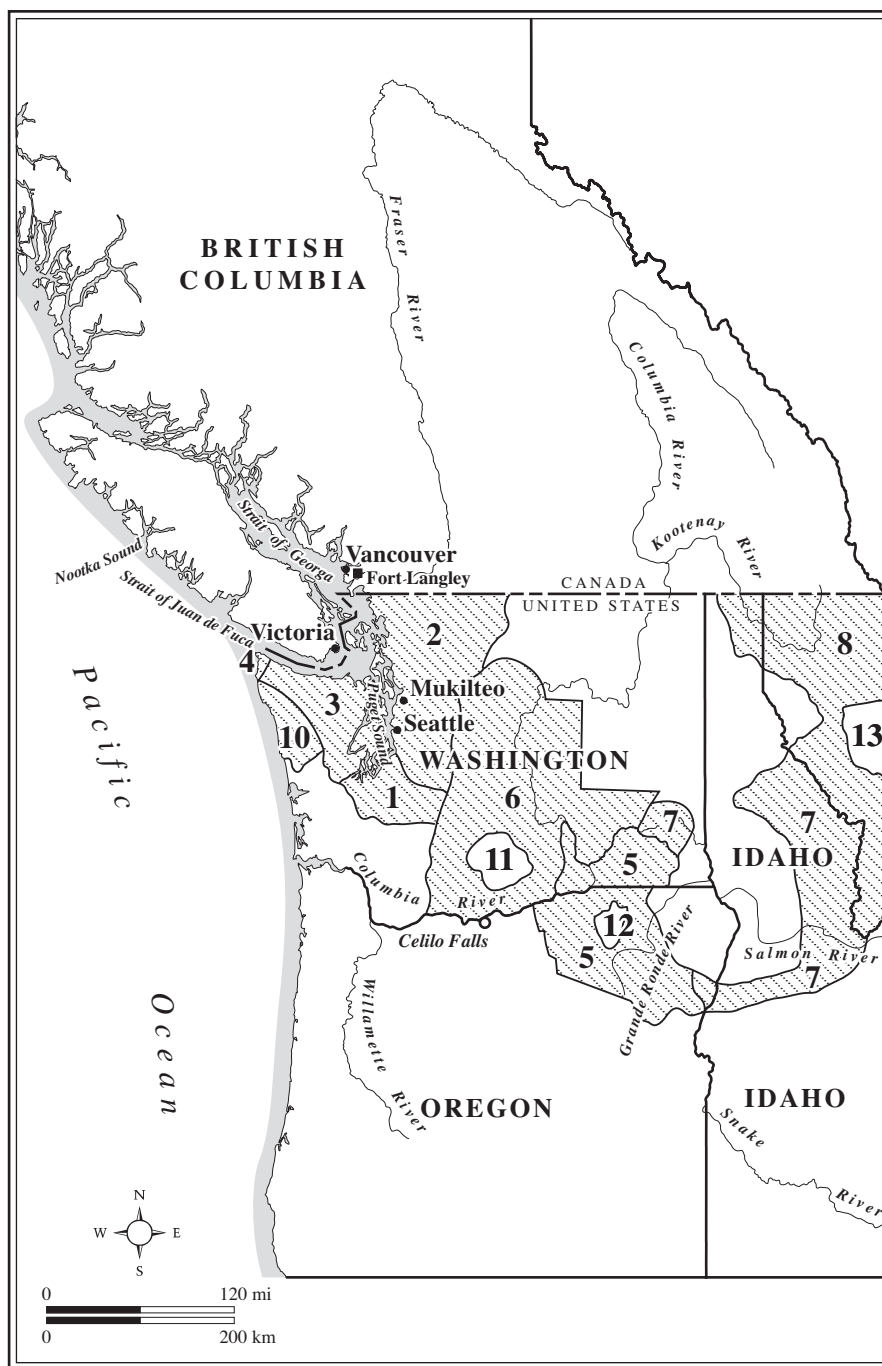 BRITISH
COLUMBIA
Fraser River
Columbia River
Kootenay River
Nootka Sound
Strait of Georga
Vancouver
Fort Langley
Strait of Juan de Fuca
Victoria
CANADA
UNITED STATES
2
8
4
3
Mukilteo
Puget Sound
Seattle
13
10
WASHINGTON
Pacific
1
6
7
7
11
5
IDAHO
Columbia River
12
Celilo Falls
5
Salmon River
7
Grande Ronde River
Willamette River
Ocean
OREGON
IDAHO
Snake River
N
W
E
S
0
120 mi
0
200 km